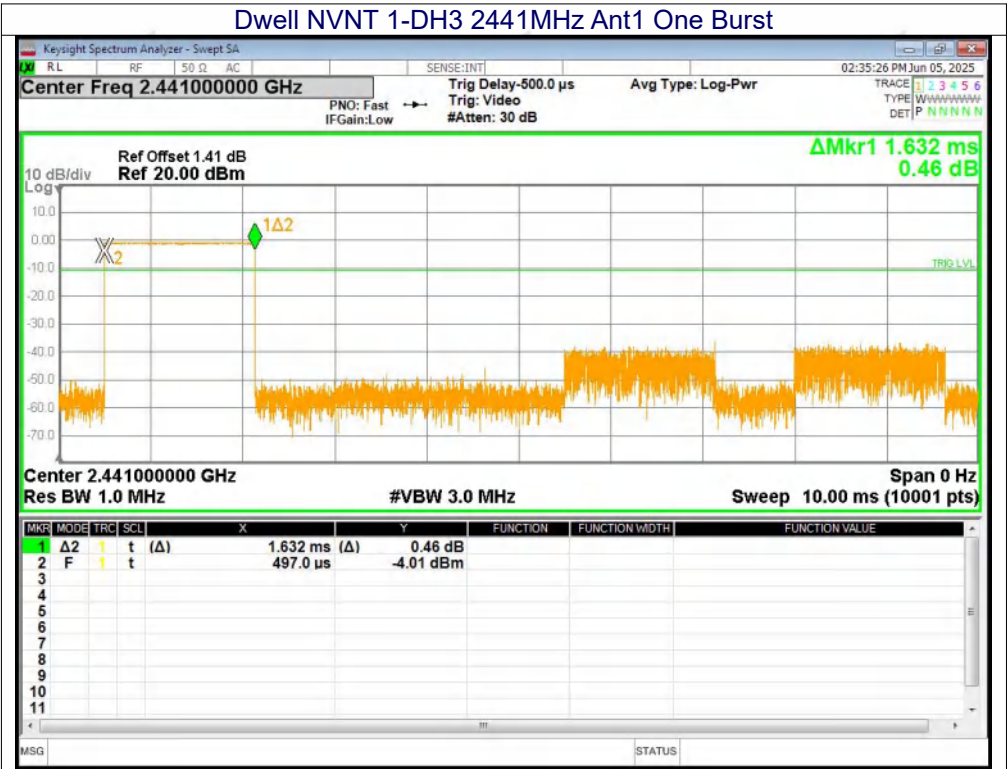 Dwell NVNT 1-DH3 2441MHz Ant1 One Burst
Keysight Spectrum Analyzer - Swept SA
LXI RL RF 50 Ω AC SENSE:INT 02:35:26 PM Jun 05, 2025
Center Freq 2.441000000 GHz Trig Delay-500.0 µs Avg Type: Log-Pwr TRACE 1 2 3 4 5 6
PNO: Fast Trig: Video TYPE WWWWWWW
IFGain:Low #Atten: 30 dB DET P N N N N N
ΔMkr1 1.632 ms
0.46 dB
Ref Offset 1.41 dB
10 dB/div Ref 20.00 dBm
Log
10.0
0.00
-10.0
-20.0
-30.0
-40.0
-50.0
-60.0
-70.0
1Δ2
2
TRIG LVL
Center 2.441000000 GHz Span 0 Hz
Res BW 1.0 MHz #VBW 3.0 MHz Sweep 10.00 ms (10001 pts)
MKR MODE TRC SCL X Y FUNCTION FUNCTION WIDTH FUNCTION VALUE
1 Δ2 1 t (Δ) 1.632 ms (Δ) 0.46 dB
2 F 1 t 497.0 µs -4.01 dBm
3
4
5
6
7
8
9
10
11
MSG STATUS